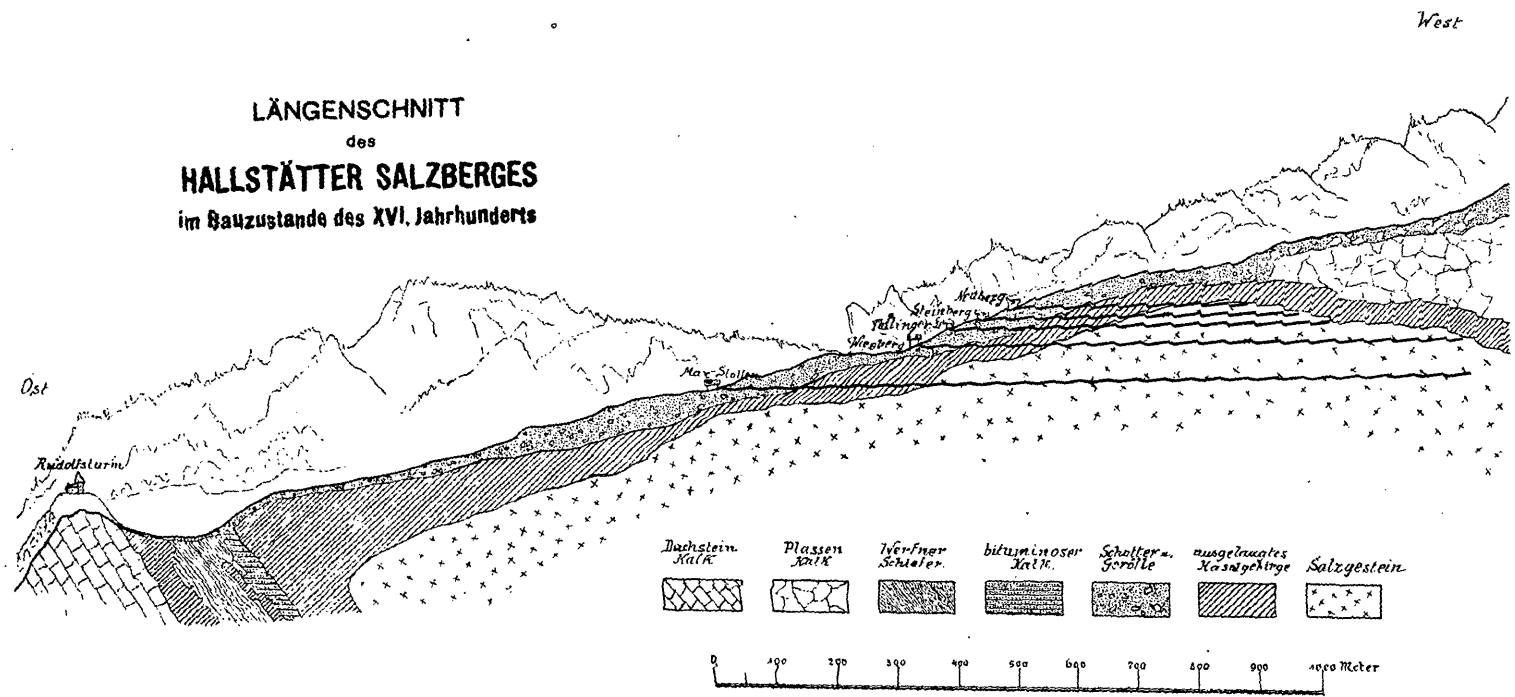 West
LÄNGENSCHNITT
des
HALLSTÄTTER SALZBERGES
im Bauzustande des XVI. Jahrhunderts
Neuberg
Steinberg
Wiesberg
Max-Stollen
Ost
Rudolfsturm
Dachstein Kalk
Plassen Kalk
Werfner Schiefer.
bituminoser Kalk.
Schotter u. Gerölle
ausgelaugtes Haselgebirge
Salzgestein
0 100 200 300 400 500 600 700 800 900 1000 Meter